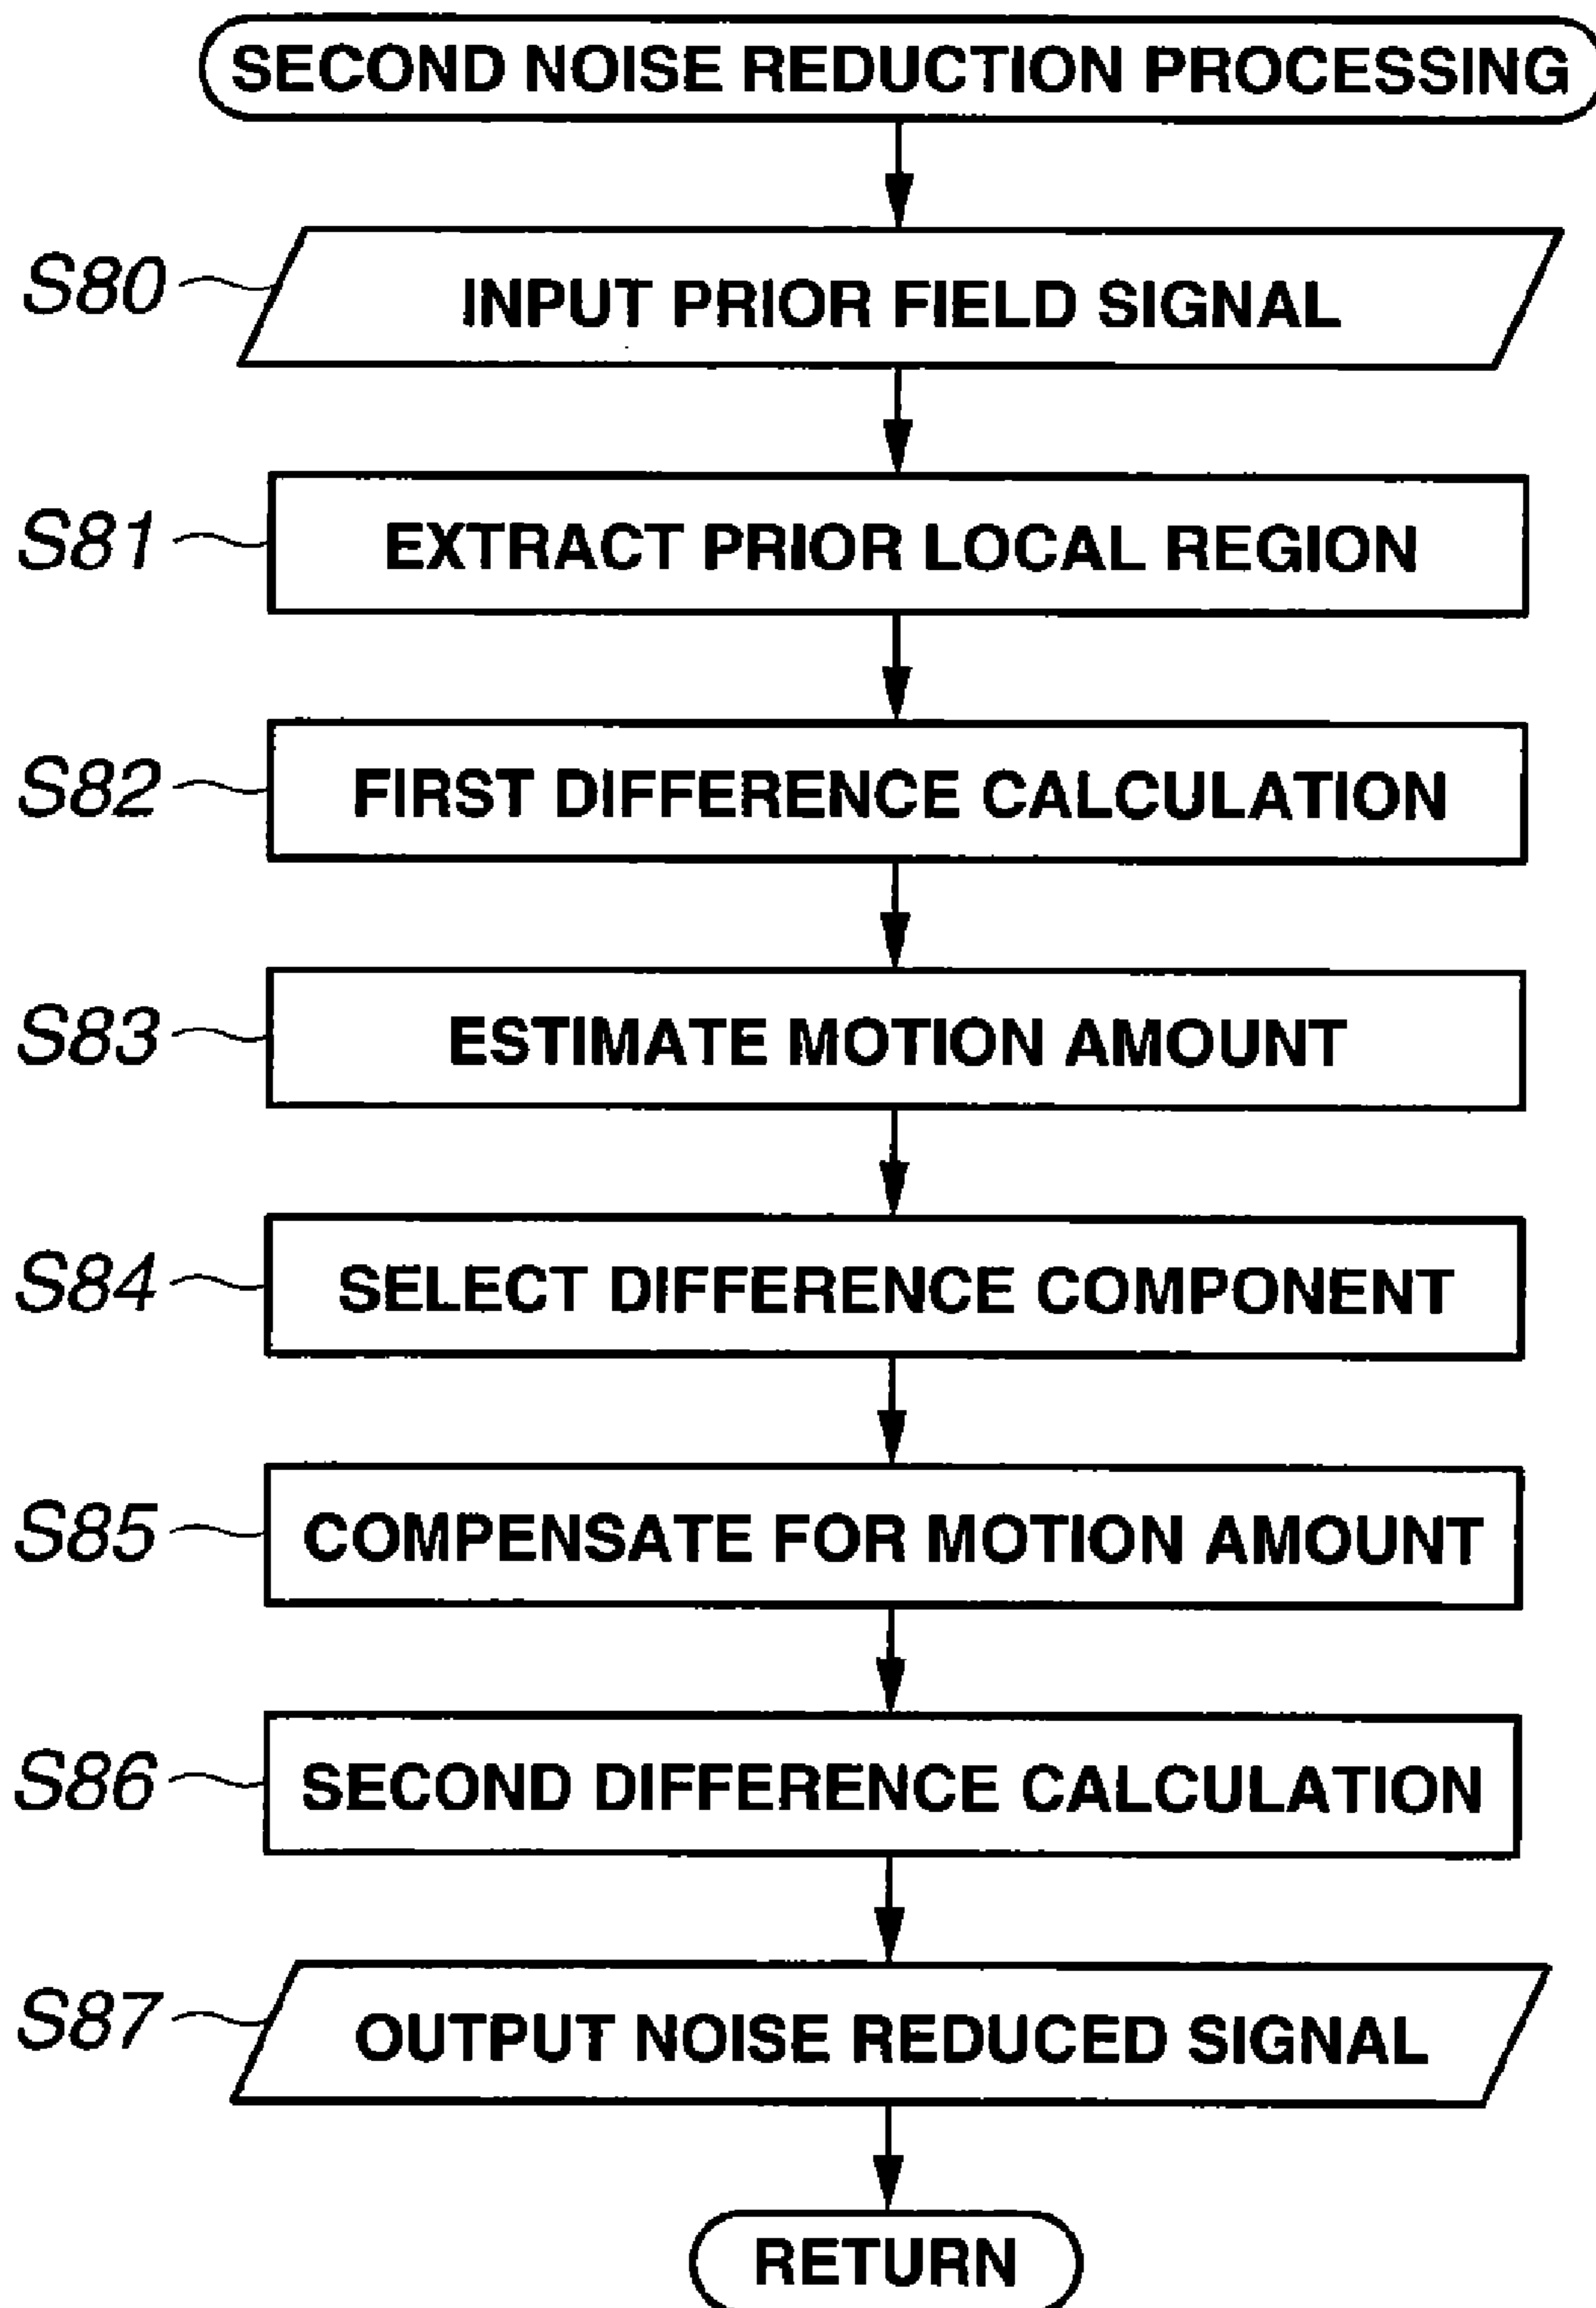 SECOND NOISE REDUCTION PROCESSING
S80 INPUT PRIOR FIELD SIGNAL
S81 EXTRACT PRIOR LOCAL REGION
S82 FIRST DIFFERENCE CALCULATION
S83 ESTIMATE MOTION AMOUNT
S84 SELECT DIFFERENCE COMPONENT
S85 COMPENSATE FOR MOTION AMOUNT
S86 SECOND DIFFERENCE CALCULATION
S87 OUTPUT NOISE REDUCED SIGNAL
RETURN